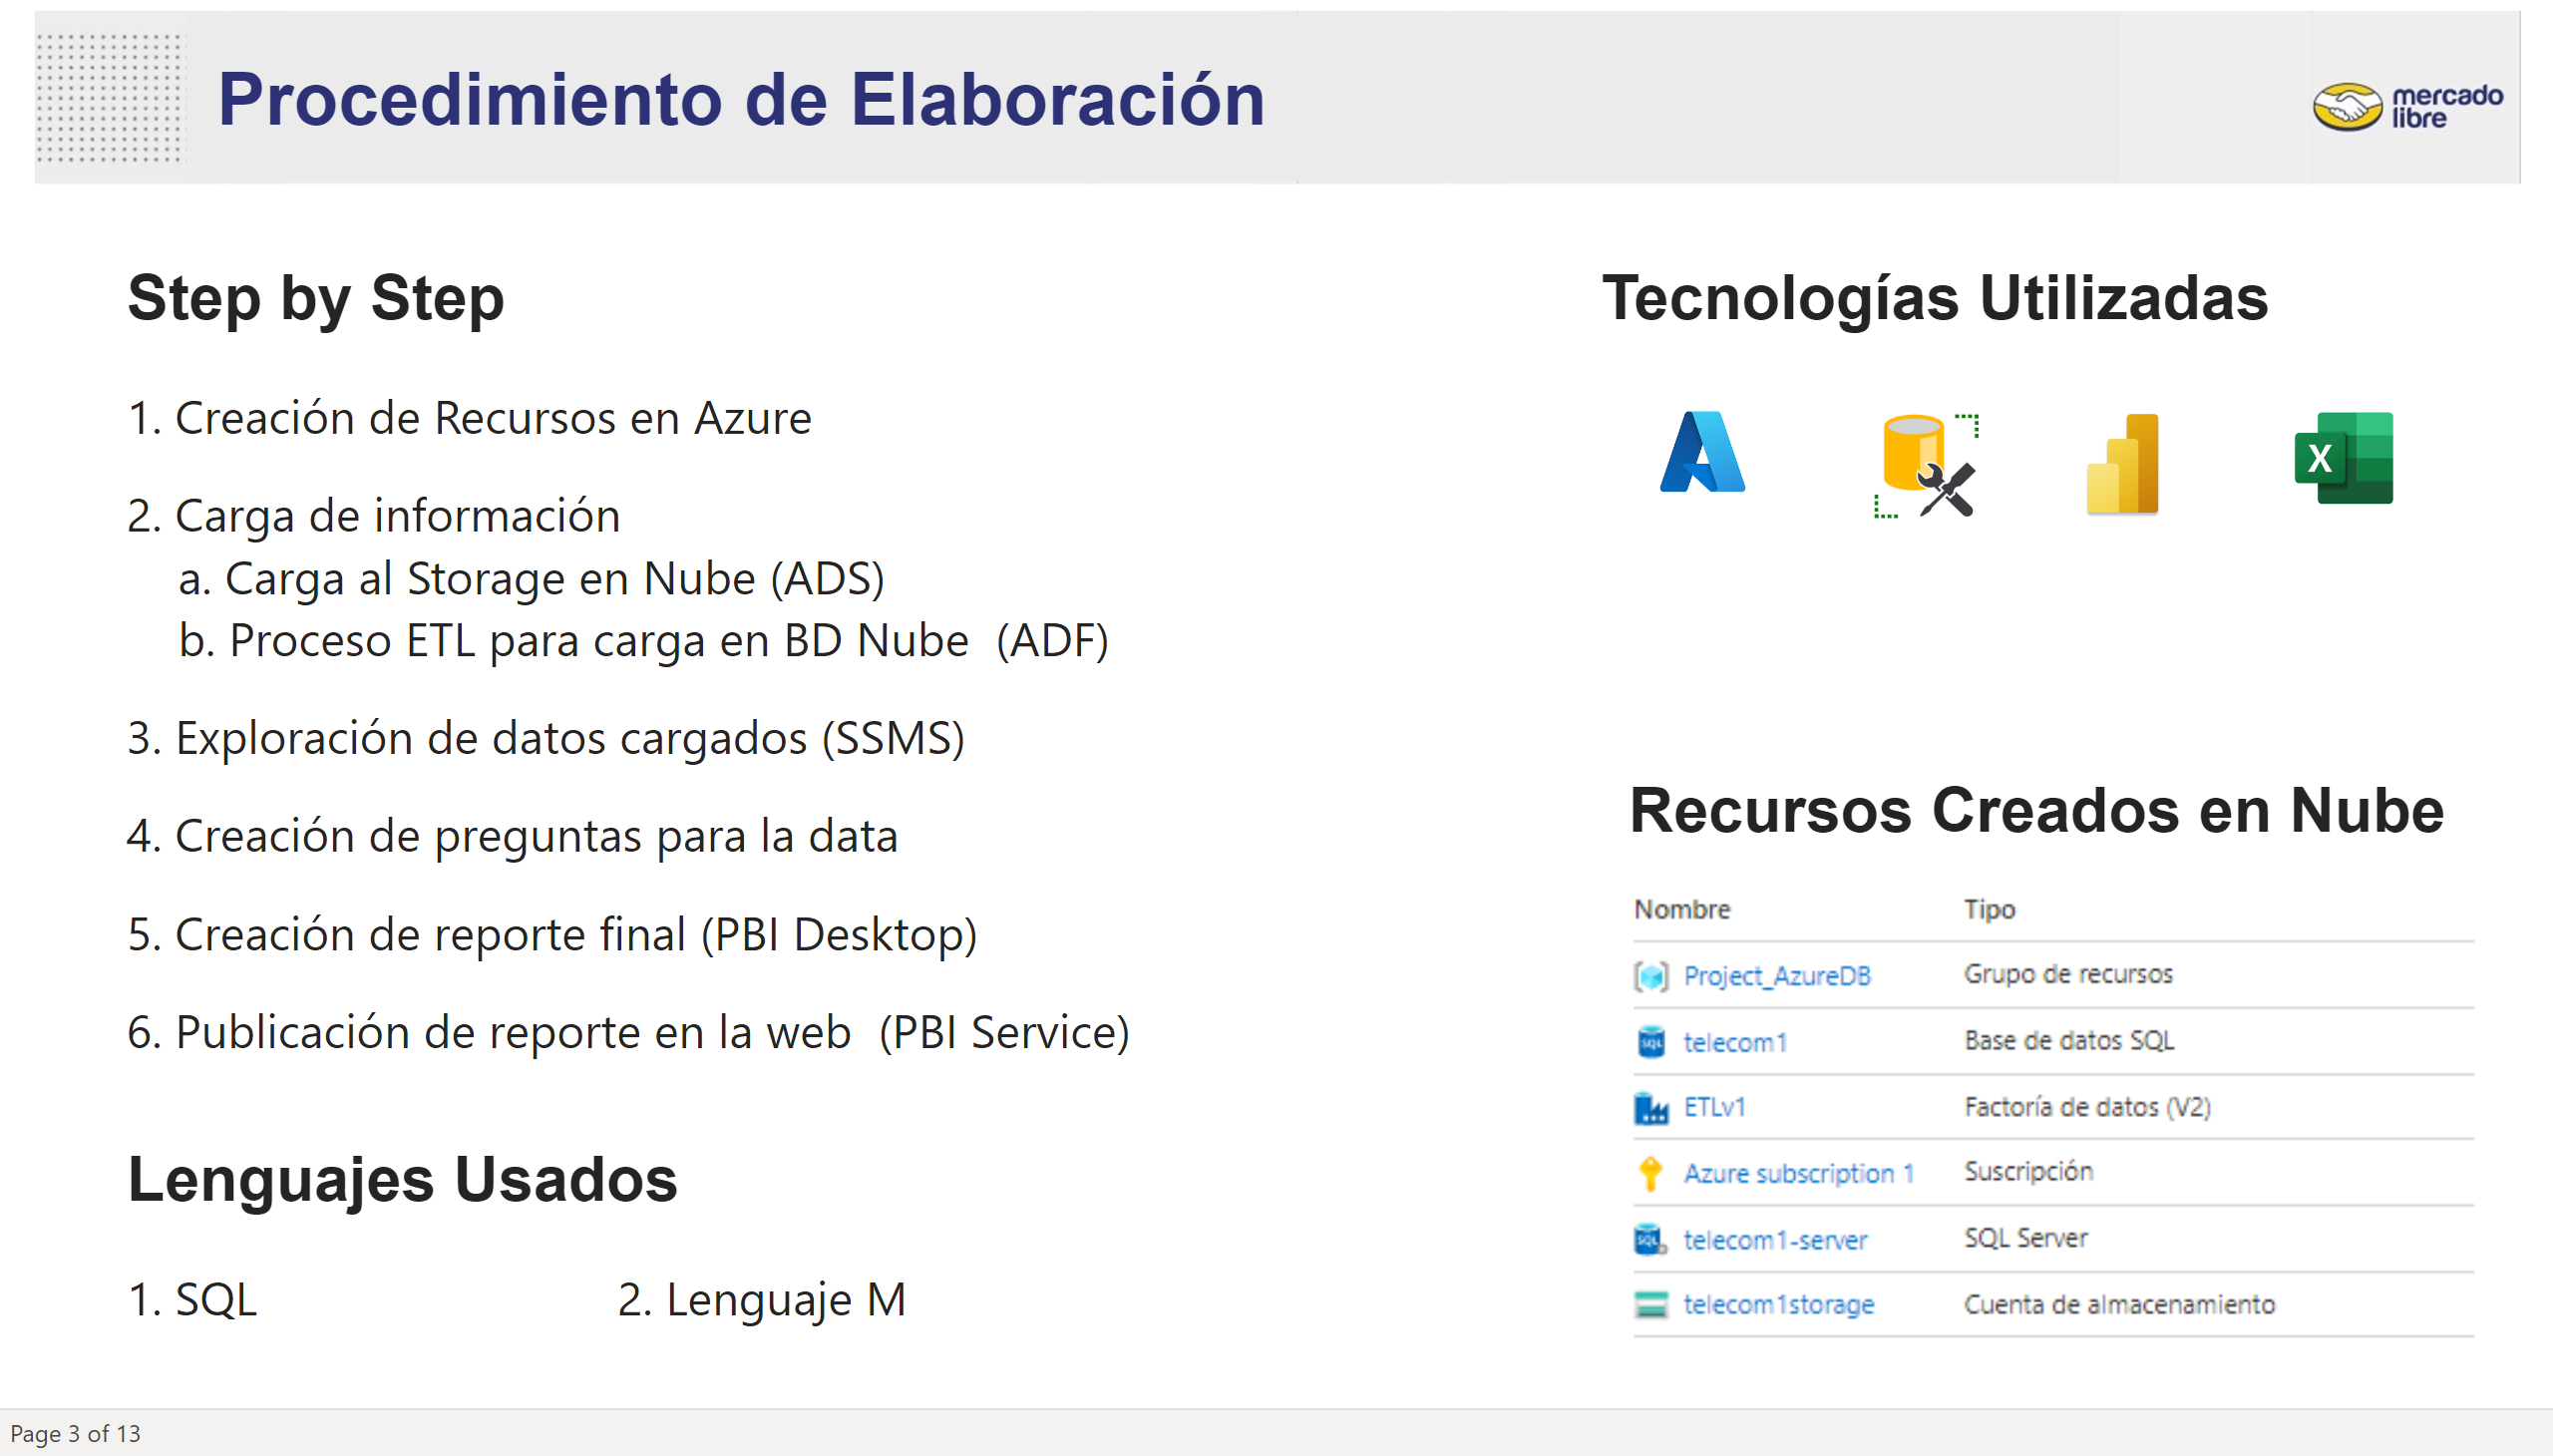 Procedimiento de Elaboración
mercado
libre
Step by Step
1. Creación de Recursos en Azure
2. Carga de información
a. Carga al Storage en Nube (ADS)
b. Proceso ETL para carga en BD Nube  (ADF)
3. Exploración de datos cargados (SSMS)
4. Creación de preguntas para la data
5. Creación de reporte final (PBI Desktop)
6. Publicación de reporte en la web  (PBI Service)
Lenguajes Usados
1. SQL
2. Lenguaje M
Tecnologías Utilizadas
X
Recursos Creados en Nube
Nombre Tipo
Project_AzureDB Grupo de recursos
SQL telecom1 Base de datos SQL
ETLv1 Factoría de datos (V2)
Azure subscription 1 Suscripción
SQL telecom1-server SQL Server
telecom1storage Cuenta de almacenamiento
Page 3 of 13